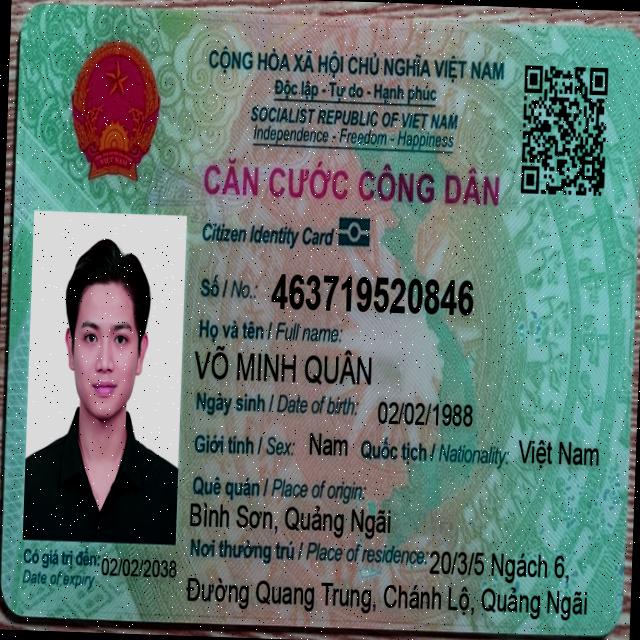 CỘNG HÒA XÃ HỘI CHỦ NGHĨA VIỆT NAM
Độc lập - Tự do - Hạnh phúc
SOCIALIST REPUBLIC OF VIET NAM
Independence - Freedom - Happiness
CĂN CƯỚC CÔNG DÂN
Citizen Identity Card
Số / No.: 463719520846
Họ và tên / Full name:
VÕ MINH QUÂN
Ngày sinh / Date of birth: 02/02/1988
Giới tính / Sex: Nam Quốc tịch / Nationality: Việt Nam
Quê quán / Place of origin:
Bình Sơn, Quảng Ngãi
Nơi thường trú / Place of residence: 20/3/5 Ngách 6,
Đường Quang Trung, Chánh Lộ, Quảng Ngãi
Có giá trị đến: 02/02/2038
Date of expiry
VIỆT NAM